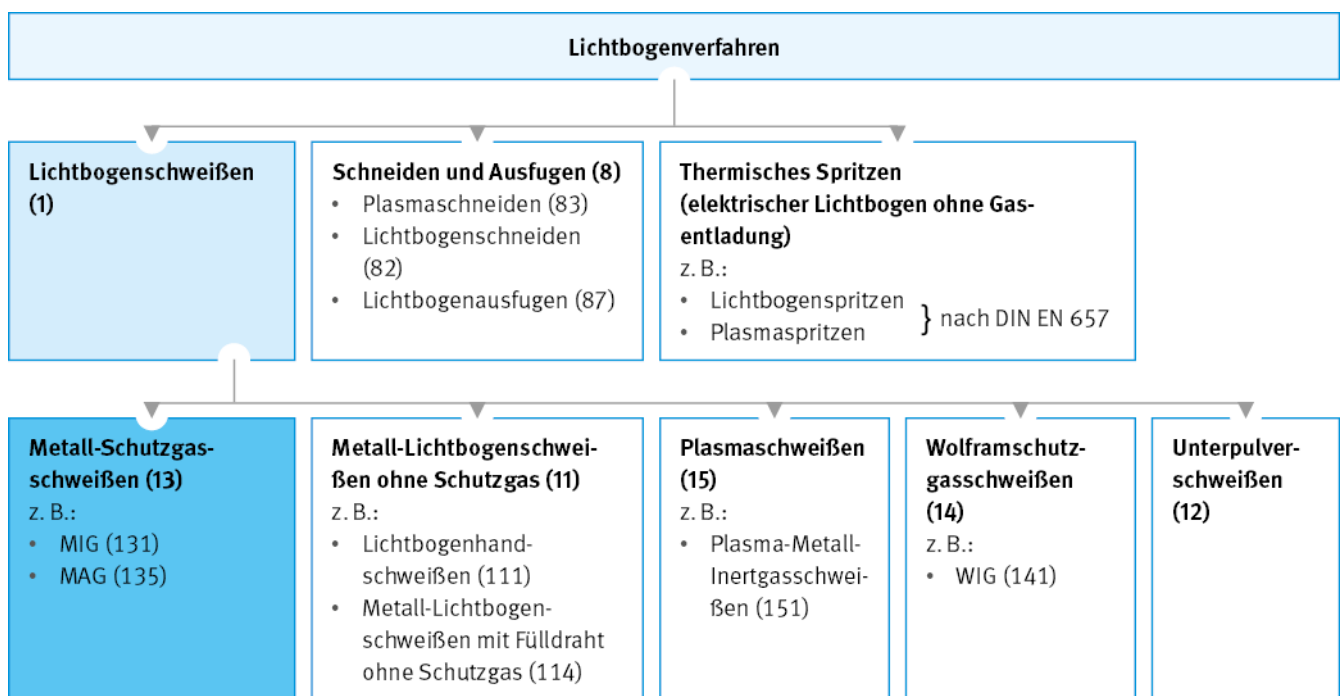 Lichtbogenverfahren
Lichtbogenschweißen
(1)
Schneiden und Ausfugen (8)
• Plasmaschneiden (83)
• Lichtbogenschneiden
(82)
• Lichtbogenausfugen (87)
Thermisches Spritzen
(elektrischer Lichtbogen ohne Gas-
entladung)
z. B.:
• Lichtbogenspritzen
• Plasmaspritzen
} nach DIN EN 657
Metall-Schutzgas-
schweißen (13)
z. B.:
• MIG (131)
• MAG (135)
Metall-Lichtbogenschwei-
ßen ohne Schutzgas (11)
z. B.:
• Lichtbogenhand-
schweißen (111)
• Metall-Lichtbogen-
schweißen mit Fülldraht
ohne Schutzgas (114)
Plasmaschweißen
(15)
z. B.:
• Plasma-Metall-
Inertgasschwei-
ßen (151)
Wolframschutz-
gasschweißen
(14)
z. B.:
• WIG (141)
Unterpulver-
schweißen
(12)